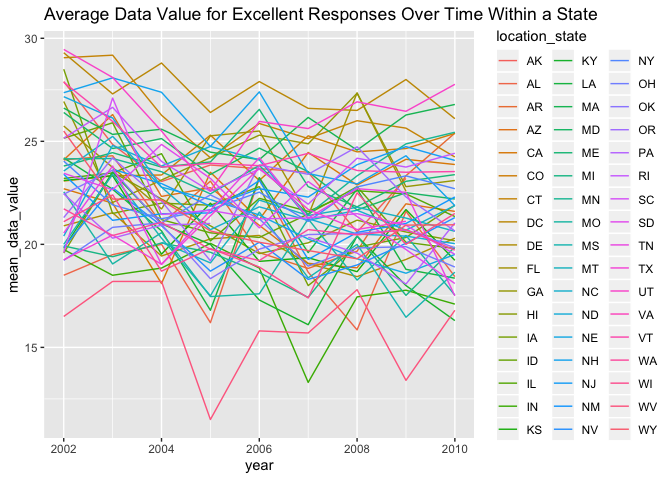 Average Data Value for Excellent Responses Over Time Within a State
mean_data_value
30
25
20
15
2002
2004
2006
2008
2010
year
location_state
AK
AL
AR
AZ
CA
CO
CT
DC
DE
FL
GA
HI
IA
ID
IL
IN
KS
KY
LA
MA
MD
ME
MI
MN
MO
MS
MT
NC
ND
NE
NH
NJ
NM
NV
NY
OH
OK
OR
PA
RI
SC
SD
TN
TX
UT
VA
VT
WA
WI
WV
WY